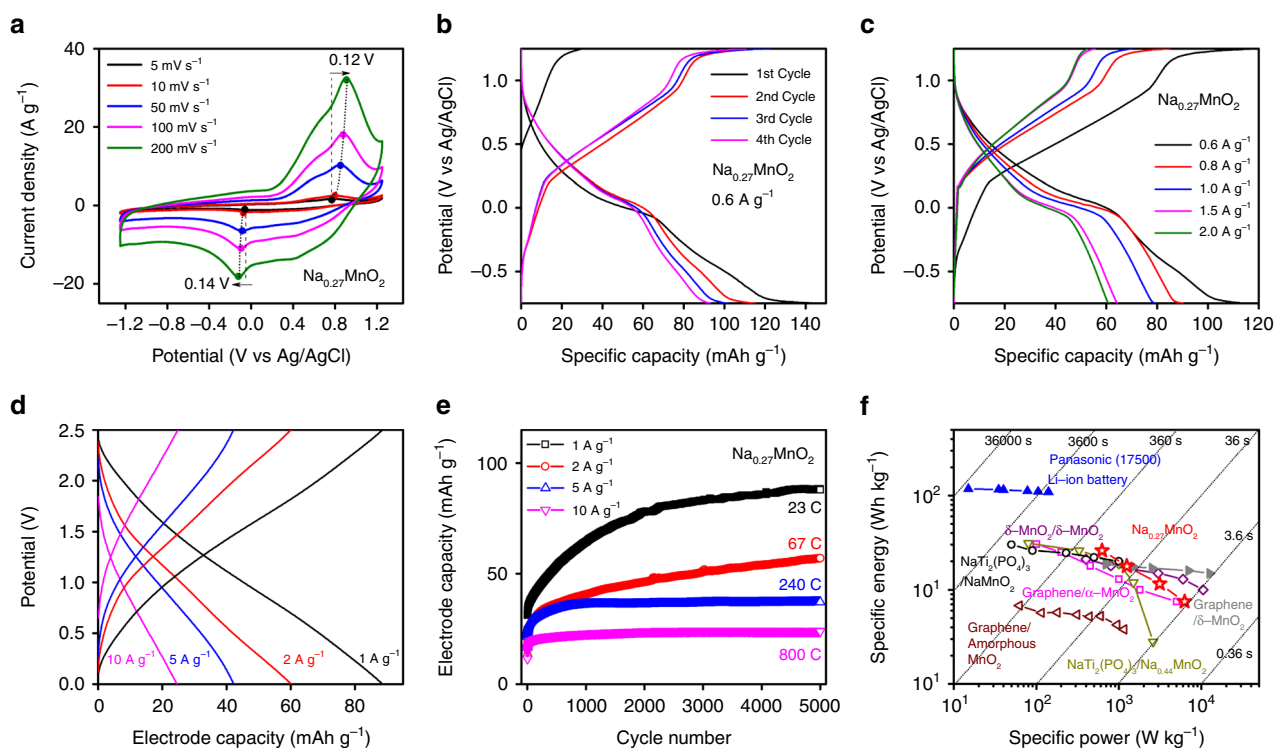 a
Current density (A g⁻¹)
40
20
0
−20
5 mV s⁻¹
10 mV s⁻¹
50 mV s⁻¹
100 mV s⁻¹
200 mV s⁻¹
0.12 V
0.14 V
Na₀.₂₇MnO₂
−1.2 −0.8 −0.4 0.0 0.4 0.8 1.2
Potential (V vs Ag/AgCl)
b
Potential (V vs Ag/AgCl)
1.0
0.5
0.0
−0.5
1st Cycle
2nd Cycle
3rd Cycle
4th Cycle
Na₀.₂₇MnO₂
0.6 A g⁻¹
0 20 40 60 80 100 120 140
Specific capacity (mAh g⁻¹)
c
Potential (V vs Ag/AgCl)
1.0
0.5
0.0
−0.5
Na₀.₂₇MnO₂
0.6 A g⁻¹
0.8 A g⁻¹
1.0 A g⁻¹
1.5 A g⁻¹
2.0 A g⁻¹
0 20 40 60 80 100 120
Specific capacity (mAh g⁻¹)
d
Potential (V)
2.5
2.0
1.5
1.0
0.5
0.0
10 A g⁻¹ 5 A g⁻¹ 2 A g⁻¹ 1 A g⁻¹
0 20 40 60 80
Electrode capacity (mAh g⁻¹)
e
Electrode capacity (mAh g⁻¹)
100
50
0
1 A g⁻¹
2 A g⁻¹
5 A g⁻¹
10 A g⁻¹
Na₀.₂₇MnO₂
23 C
67 C
240 C
800 C
0 1000 2000 3000 4000 5000
Cycle number
f
Specific energy (Wh kg⁻¹)
10²
10¹
10¹
36000 s 3600 s 360 s 36 s
3.6 s
0.36 s
Panasonic (17500)
Li–ion battery
δ–MnO₂/δ–MnO₂
Na₀.₂₇MnO₂
NaTi₂(PO₄)₃
/NaMnO₂
Graphene/α–MnO₂
Graphene
/δ–MnO₂
Graphene/
Amorphous
MnO₂
NaTi₂(PO₄)₃/Na₀.₄₄MnO₂
10¹ 10² 10³ 10⁴
Specific power (W kg⁻¹)